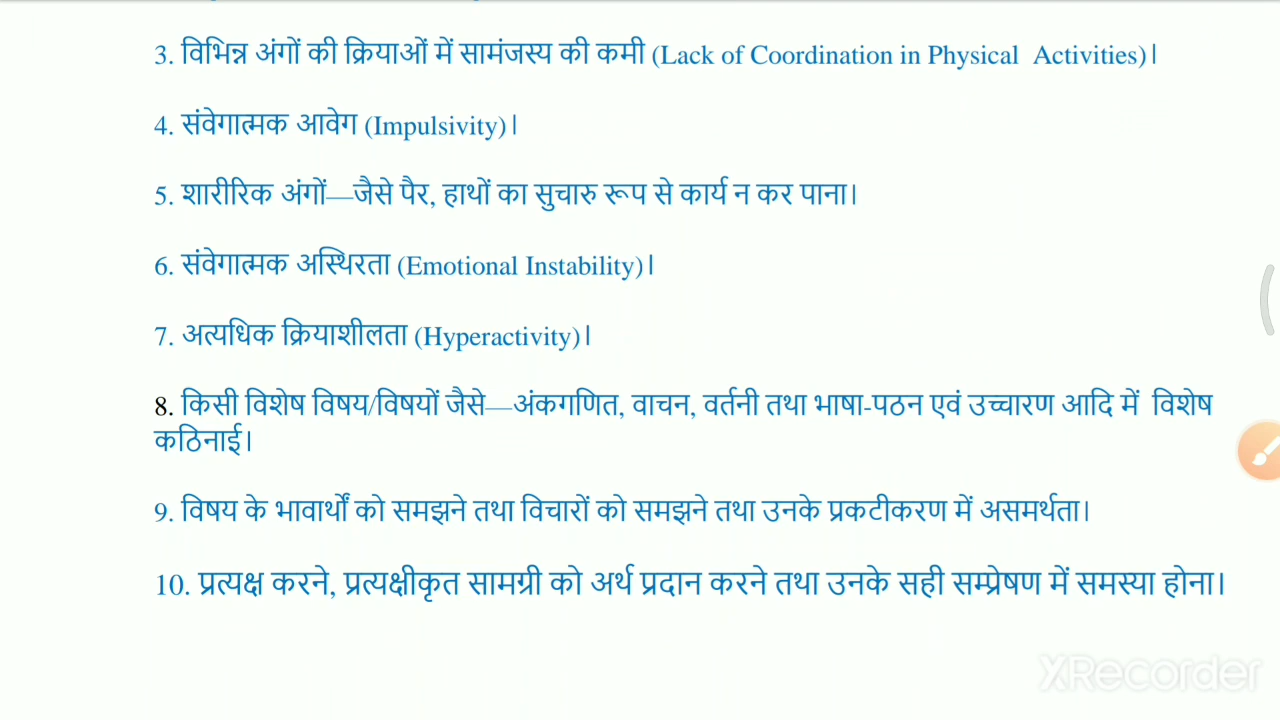 3. विभिन्न अंगों की क्रियाओं में सामंजस्य की कमी (Lack of Coordination in Physical Activities)।
4. संवेगात्मक आवेग (Impulsivity)।
5. शारीरिक अंगों—जैसे पैर, हाथों का सुचारु रूप से कार्य न कर पाना।
6. संवेगात्मक अस्थिरता (Emotional Instability)।
7. अत्यधिक क्रियाशीलता (Hyperactivity)।
8. किसी विशेष विषय/विषयों जैसे—अंकगणित, वाचन, वर्तनी तथा भाषा-पठन एवं उच्चारण आदि में विशेष
कठिनाई।
9. विषय के भावार्थों को समझने तथा विचारों को समझने तथा उनके प्रकटीकरण में असमर्थता।
10. प्रत्यक्ष करने, प्रत्यक्षीकृत सामग्री को अर्थ प्रदान करने तथा उनके सही सम्प्रेषण में समस्या होना।
XRecorder